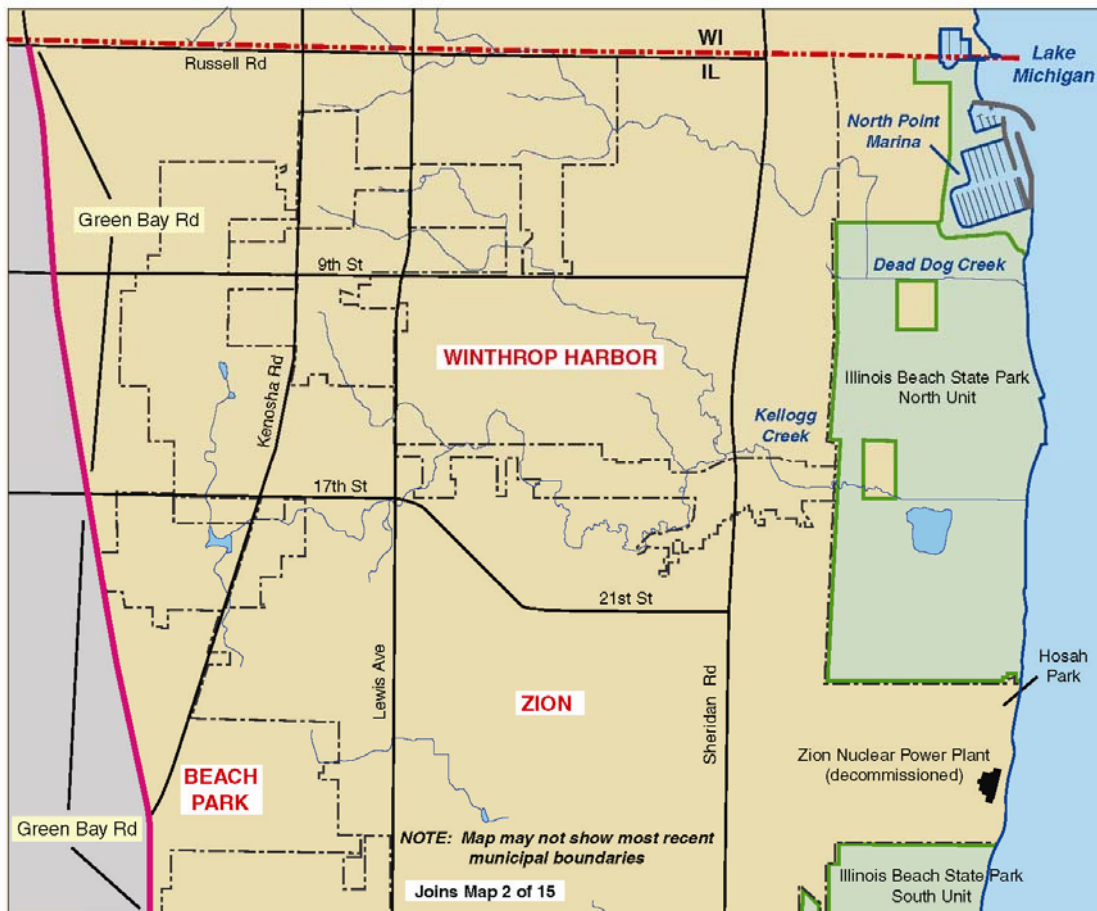 WI
Russell Rd
IL
Lake
Michigan
North Point
Marina
Green Bay Rd
9th St
Dead Dog Creek
WINTHROP HARBOR
Kenosha Rd
Illinois Beach State Park
North Unit
Kellogg
Creek
17th St
21st St
Hosah
Park
Lewis Ave
ZION
Sheridan Rd
Zion Nuclear Power Plant
(decommissioned)
BEACH
PARK
Green Bay Rd
NOTE: Map may not show most recent
municipal boundaries
Joins Map 2 of 15
Illinois Beach State Park
South Unit